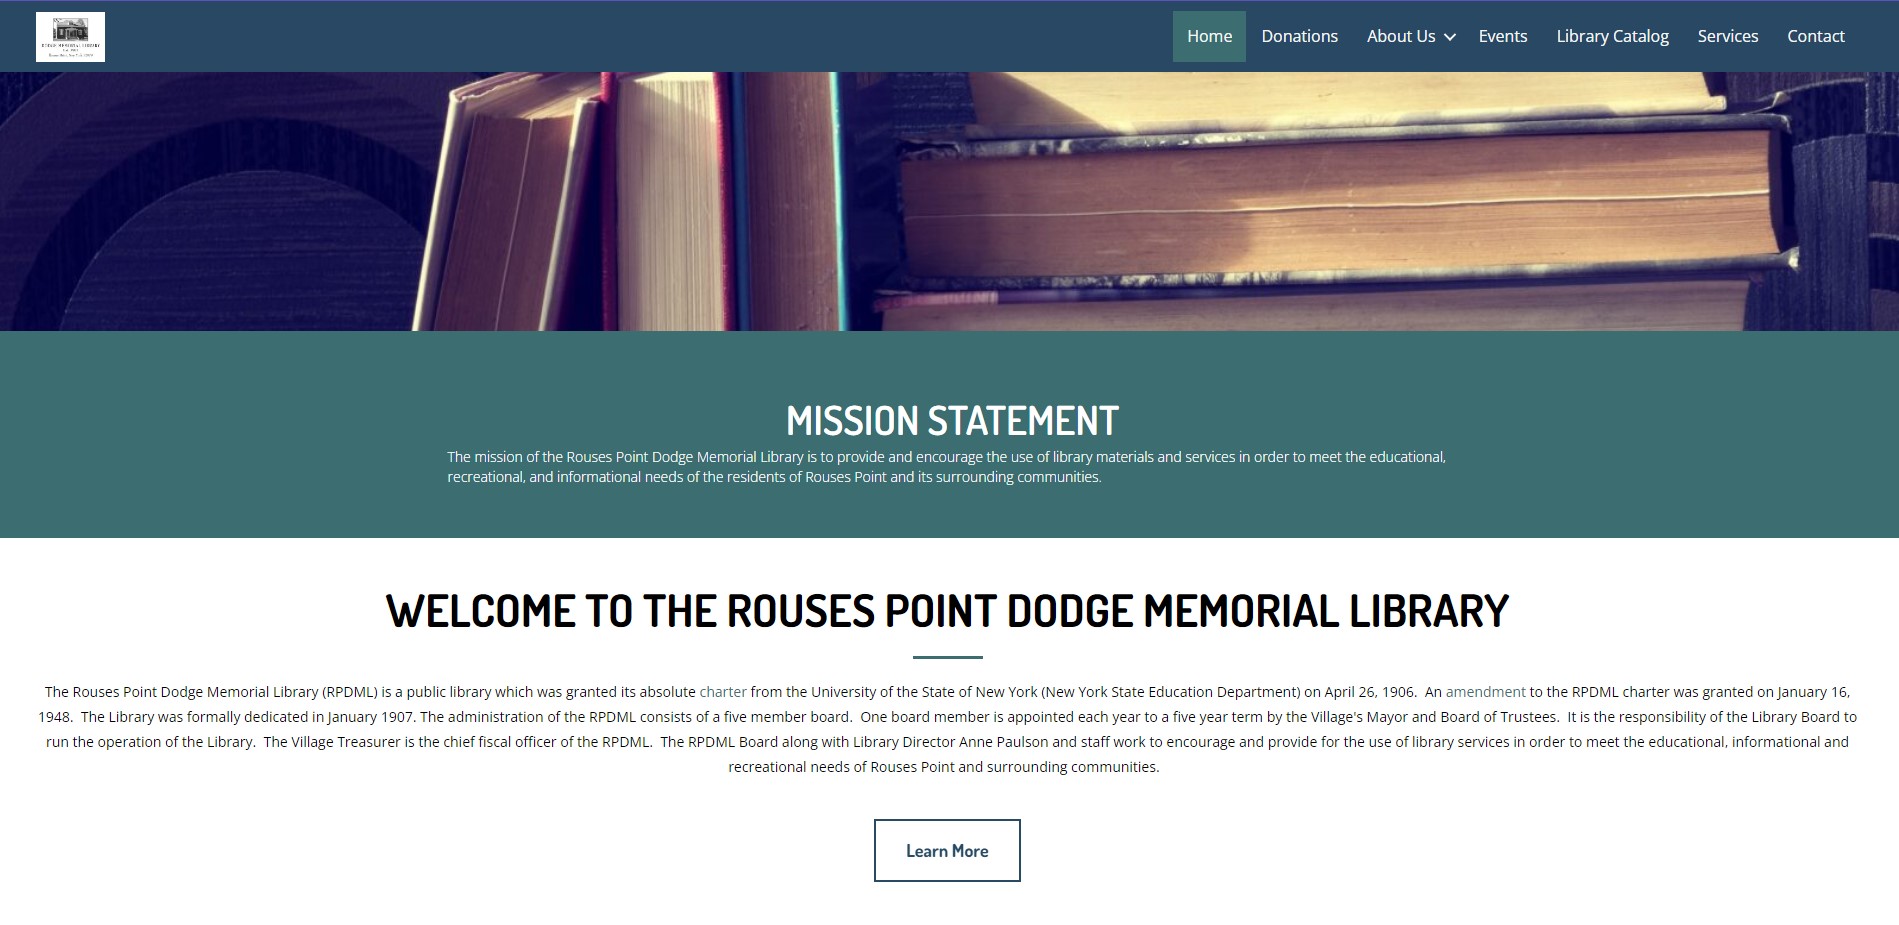 DODGE MEMORIAL LIBRARY
Home Donations About Us Events Library Catalog Services Contact
MISSION STATEMENT
The mission of the Rouses Point Dodge Memorial Library is to provide and encourage the use of library materials and services in order to meet the educational,
recreational, and informational needs of the residents of Rouses Point and its surrounding communities.
WELCOME TO THE ROUSES POINT DODGE MEMORIAL LIBRARY
The Rouses Point Dodge Memorial Library (RPDML) is a public library which was granted its absolute charter from the University of the State of New York (New York State Education Department) on April 26, 1906.  An amendment to the RPDML charter was granted on January 16,
1948.  The Library was formally dedicated in January 1907. The administration of the RPDML consists of a five member board.  One board member is appointed each year to a five year term by the Village's Mayor and Board of Trustees.  It is the responsibility of the Library Board to
run the operation of the Library.  The Village Treasurer is the chief fiscal officer of the RPDML.  The RPDML Board along with Library Director Anne Paulson and staff work to encourage and provide for the use of library services in order to meet the educational, informational and
recreational needs of Rouses Point and surrounding communities.
Learn More